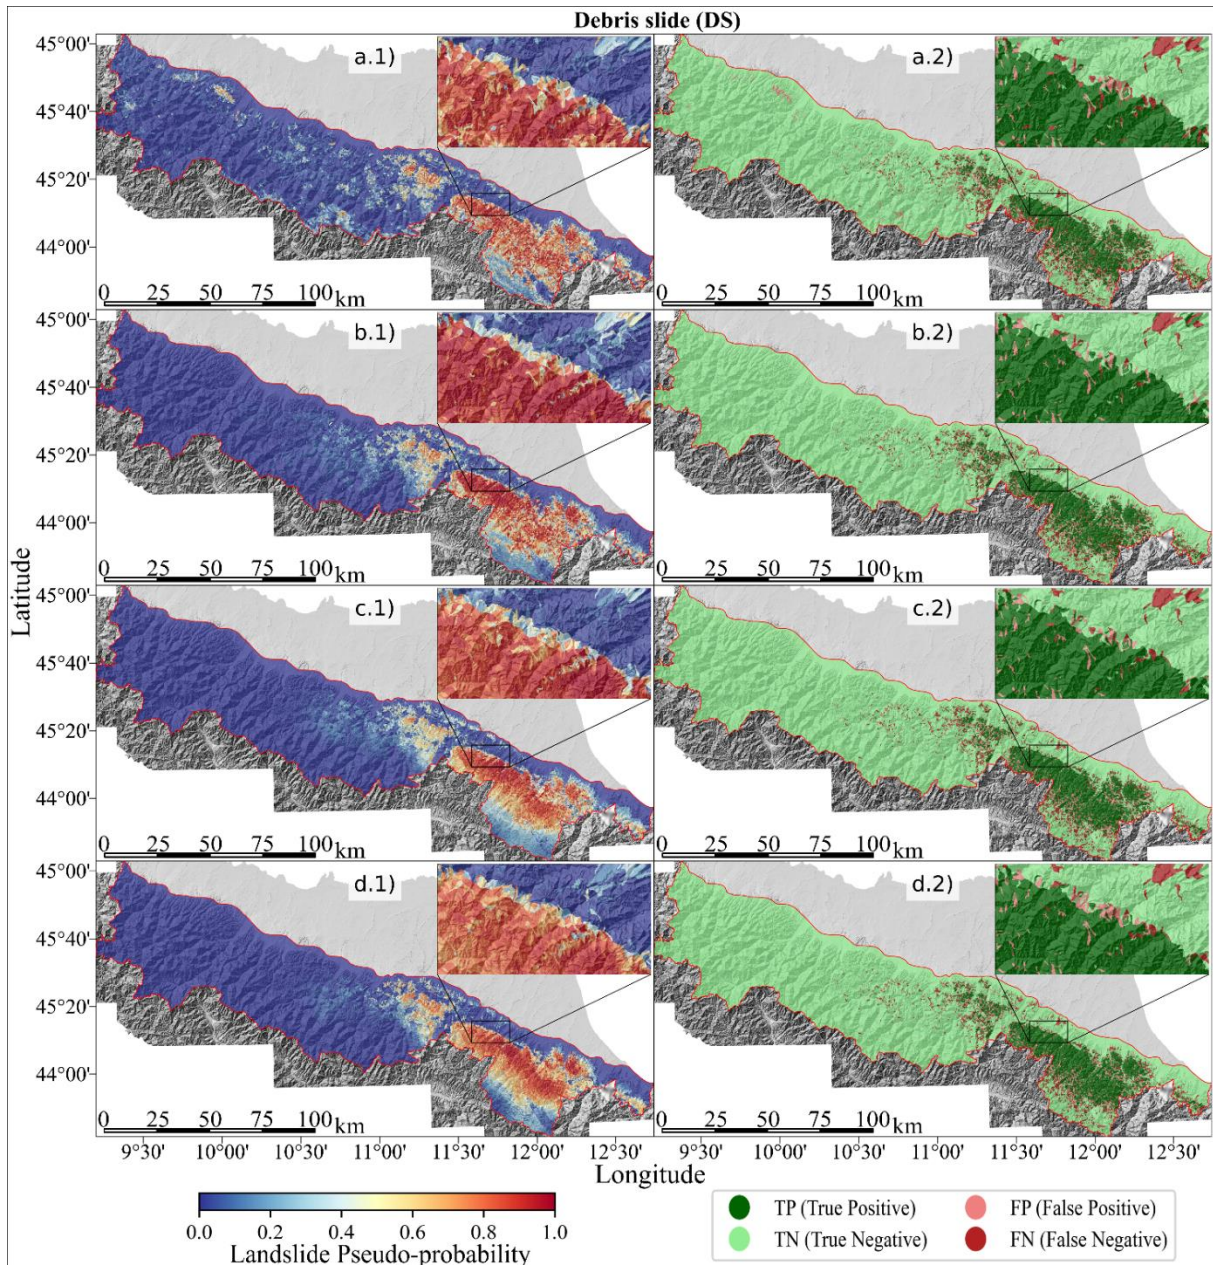 Debris slide (DS)
45°00'
45°40'
45°20'
44°00'
a.1)
0 25 50 75 100 km
a.2)
0 25 50 75 100 km
45°00'
45°40'
45°20'
44°00'
b.1)
0 25 50 75 100 km
b.2)
0 25 50 75 100 km
Latitude
45°00'
45°40'
45°20'
44°00'
c.1)
0 25 50 75 100 km
c.2)
0 25 50 75 100 km
45°00'
45°40'
45°20'
44°00'
d.1)
0 25 50 75 100 km
d.2)
0 25 50 75 100 km
9°30' 10°00' 10°30' 11°00' 11°30' 12°00' 12°30' 9°30' 10°00' 10°30' 11°00' 11°30' 12°00' 12°30'
Longitude
0.0 0.2 0.4 0.6 0.8 1.0
Landslide Pseudo-probability
TP (True Positive) FP (False Positive)
TN (True Negative) FN (False Negative)